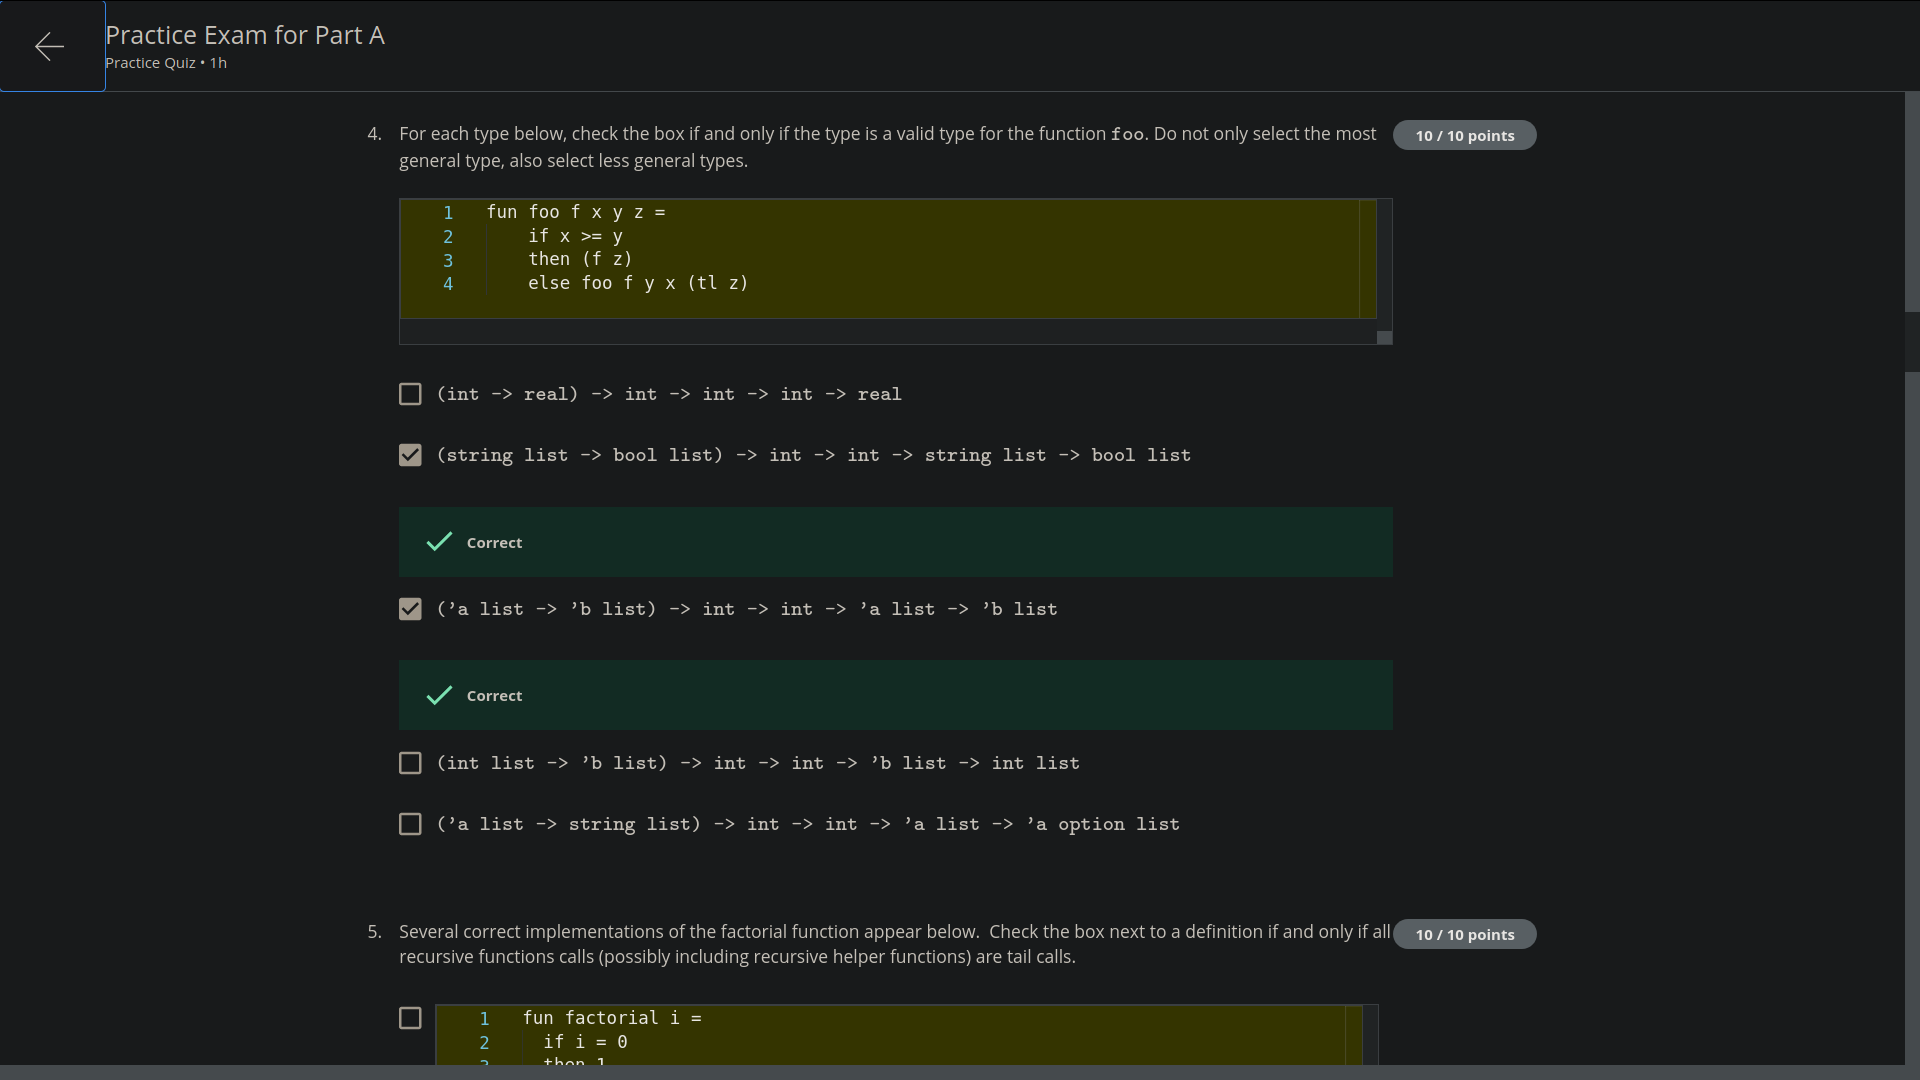 Practice Exam for Part A
Practice Quiz • 1h
4. For each type below, check the box if and only if the type is a valid type for the function foo. Do not only select the most
general type, also select less general types.
10 / 10 points
1 fun foo f x y z =
2 if x >= y
3 then (f z)
4 else foo f y x (tl z)
(int -> real) -> int -> int -> int -> real
(string list -> bool list) -> int -> int -> string list -> bool list
Correct
(’a list -> ’b list) -> int -> int -> ’a list -> ’b list
Correct
(int list -> ’b list) -> int -> int -> ’b list -> int list
(’a list -> string list) -> int -> int -> ’a list -> ’a option list
5. Several correct implementations of the factorial function appear below.  Check the box next to a definition if and only if all
recursive functions calls (possibly including recursive helper functions) are tail calls.
10 / 10 points
1 fun factorial i =
2 if i = 0
3 then 1